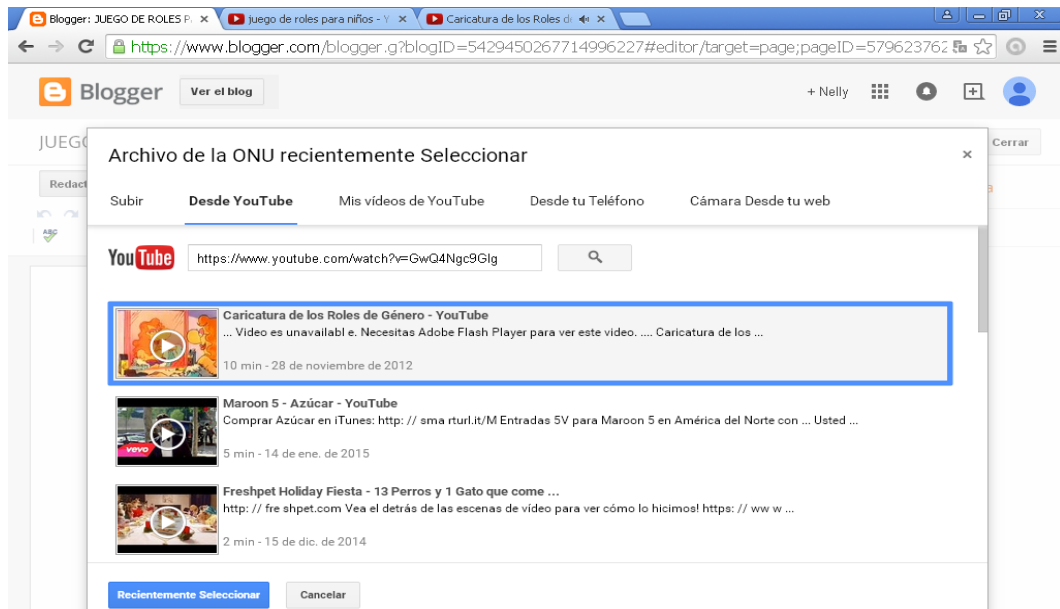 Blogger: JUEGO DE ROLES P
juego de roles para niños - Y
Caricatura de los Roles d
https://www.blogger.com/blogger.g?blogID=5429450267714996227#editor/target=page;pageID=579623762
Blogger
Ver el blog
+ Nelly
JUEG
Cerrar
Archivo de la ONU recientemente Seleccionar
Redact
Subir
Desde YouTube
Mis vídeos de YouTube
Desde tu Teléfono
Cámara Desde tu web
ABC
YouTube
https://www.youtube.com/watch?v=GwQ4Ngc9GIg
Caricatura de los Roles de Género - YouTube
... Video es unavailabl e. Necesitas Adobe Flash Player para ver este video. .... Caricatura de los ...
10 min - 28 de noviembre de 2012
Maroon 5 - Azúcar - YouTube
Comprar Azúcar en iTunes: http: // sma rturl.it/M Entradas 5V para Maroon 5 en América del Norte con ... Usted ...
vevo
5 min - 14 de ene. de 2015
Freshpet Holiday Fiesta - 13 Perros y 1 Gato que come ...
http: // fre shpet.com Vea el detrás de las escenas de vídeo para ver cómo lo hicimos! https: // ww w ...
2 min - 15 de dic. de 2014
Recientemente Seleccionar
Cancelar